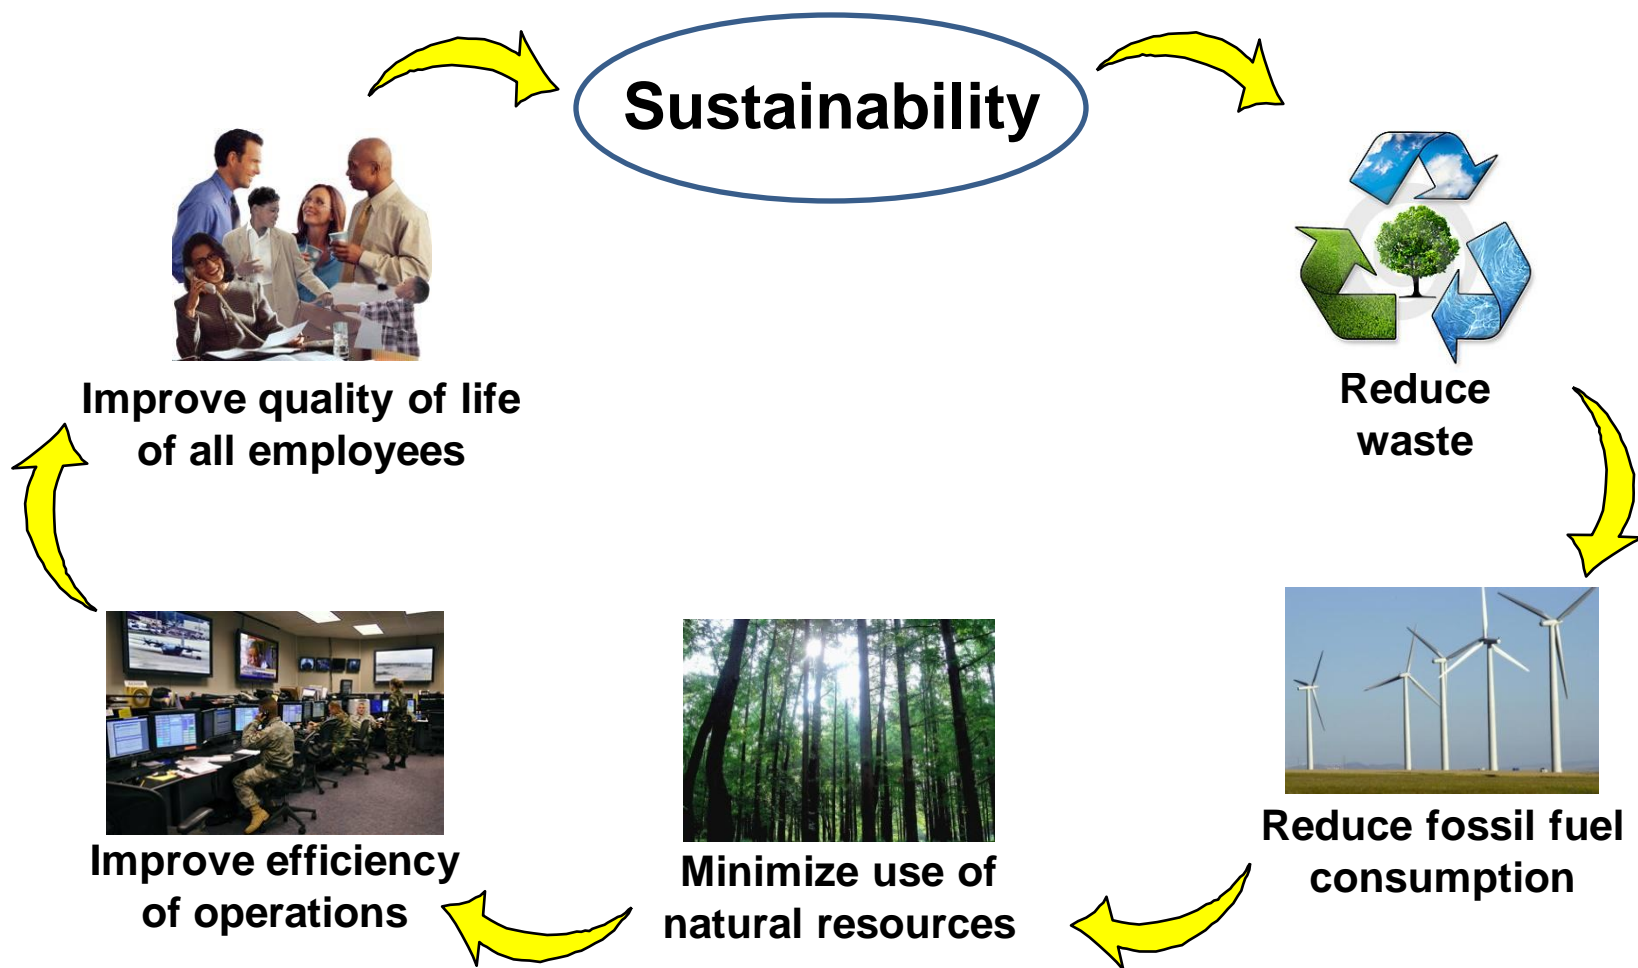 Sustainability
Reduce
waste
Reduce fossil fuel
consumption
Minimize use of
natural resources
Improve efficiency
of operations
Improve quality of life
of all employees